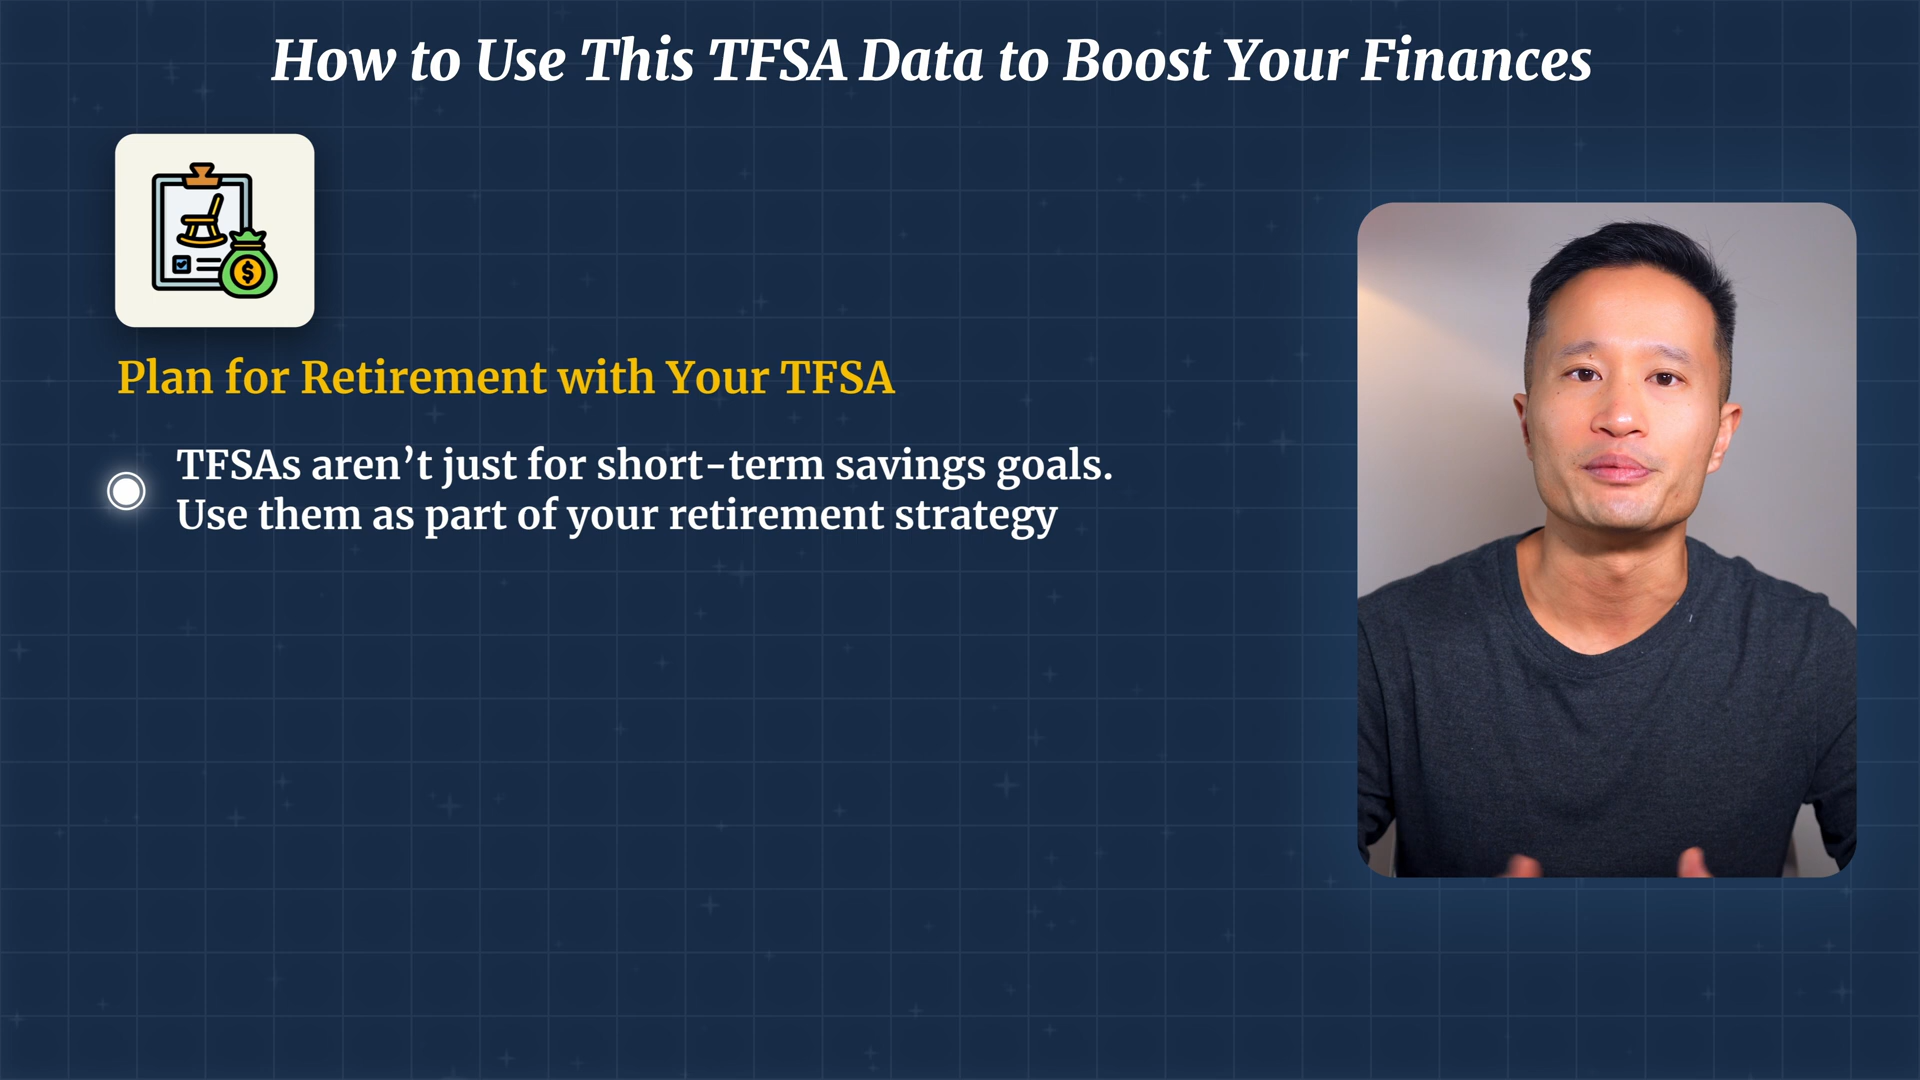 How to Use This TFSA Data to Boost Your Finances
$
Plan for Retirement with Your TFSA
TFSAs aren’t just for short-term savings goals.
Use them as part of your retirement strategy